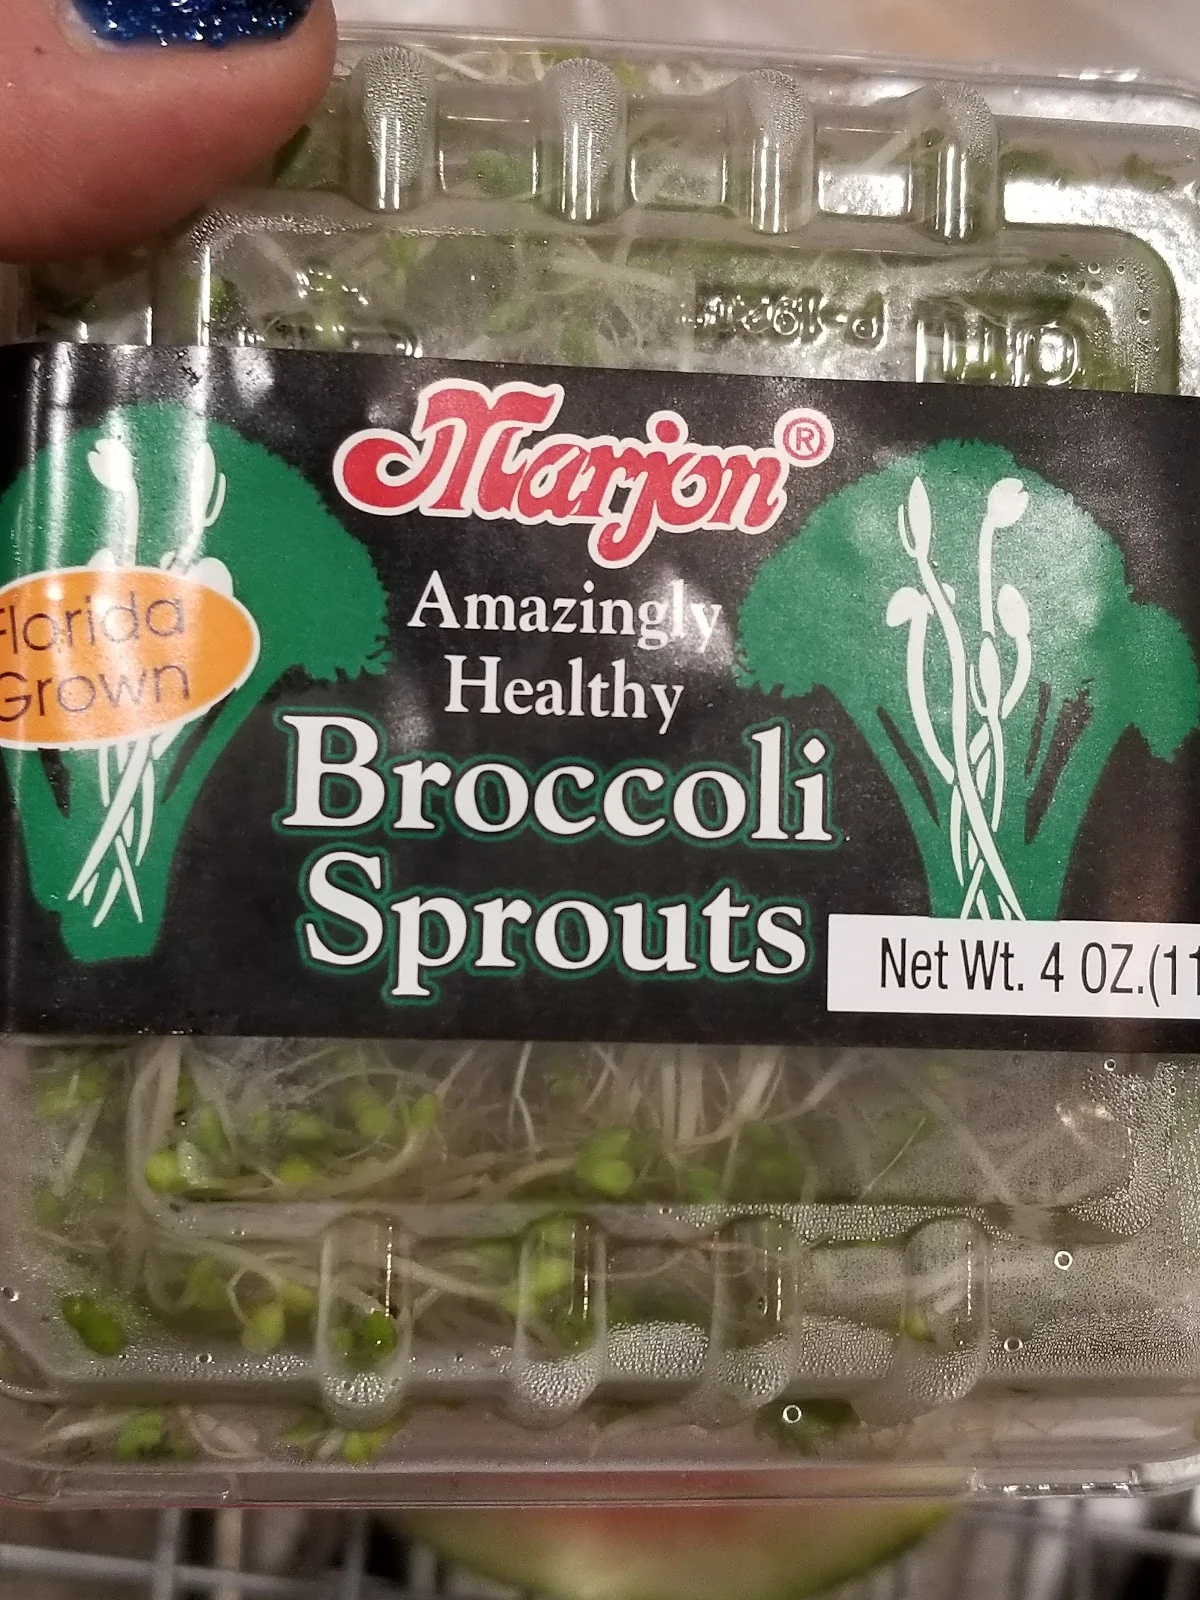 Marjon®
Amazingly
Healthy
Broccoli
Sprouts
Florida
Grown
Net Wt. 4 OZ.(11